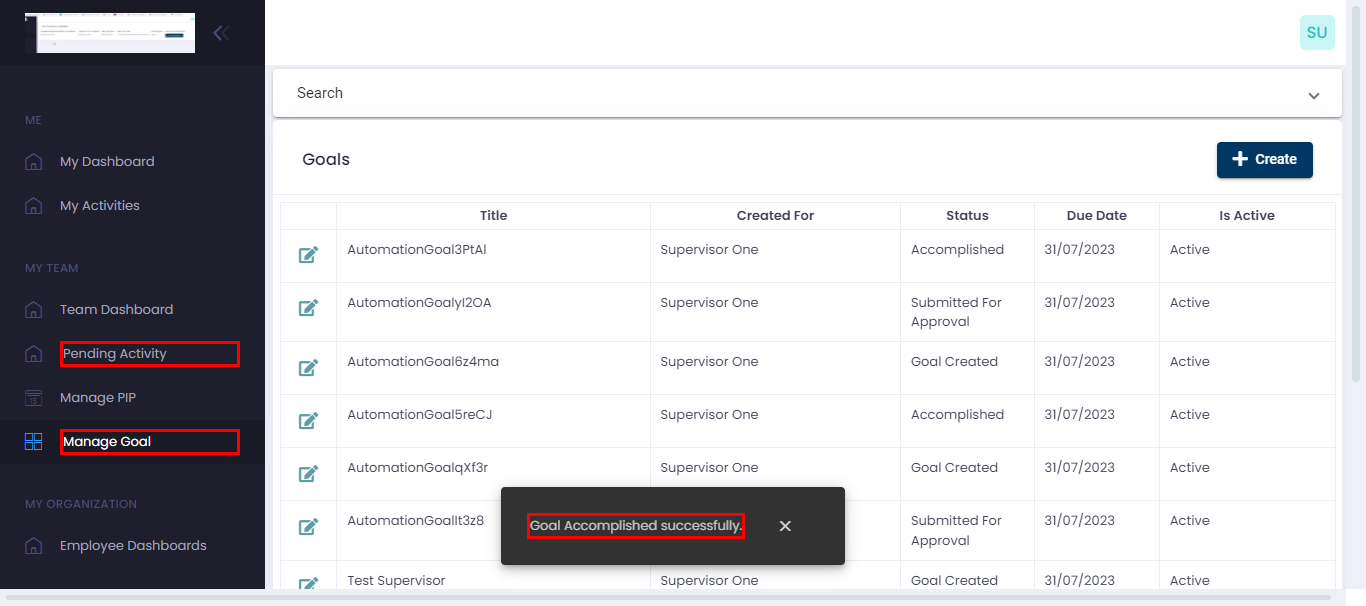 SU
ME
My Dashboard
My Activities
MY TEAM
Team Dashboard
Pending Activity
Manage PIP
Manage Goal
MY ORGANIZATION
Employee Dashboards
Search
Goals
Create
Title Created For Status Due Date Is Active
AutomationGoal3PtAl Supervisor One Accomplished 31/07/2023 Active
AutomationGoalyI2OA Supervisor One Submitted For 31/07/2023 Active
Approval
AutomationGoal6z4ma Supervisor One Goal Created 31/07/2023 Active
AutomationGoal5reCJ Supervisor One Accomplished 31/07/2023 Active
AutomationGoalqXf3r Supervisor One Goal Created 31/07/2023 Active
AutomationGoalIt3z8 Supervisor One Submitted For 31/07/2023 Active
Approval
Test Supervisor Supervisor One Goal Created 31/07/2023 Active
Goal Accomplished successfully.